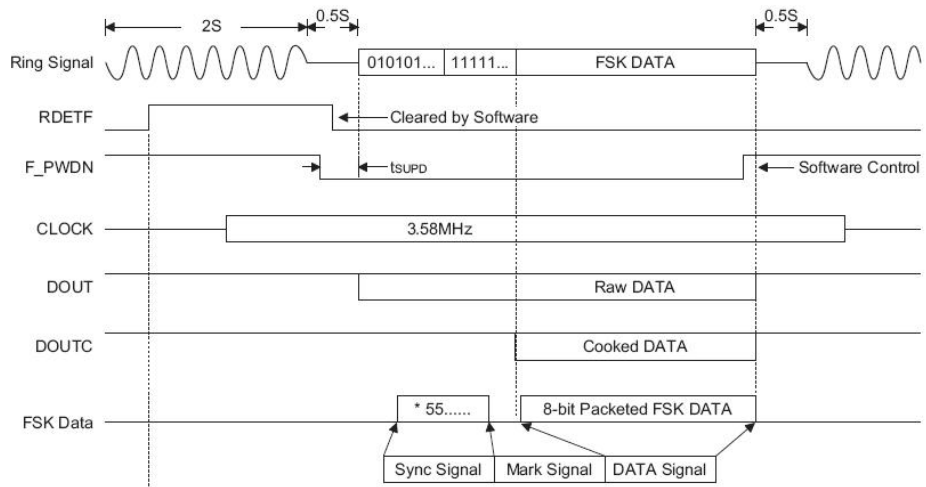 2S
0.5S
0.5S
Ring Signal
010101...
11111...
FSK DATA
RDETF
Cleared by Software
F_PWDN
tSUPD
Software Control
CLOCK
3.58MHz
DOUT
Raw DATA
DOUTC
Cooked DATA
FSK Data
* 55......
8-bit Packeted FSK DATA
Sync Signal
Mark Signal
DATA Signal